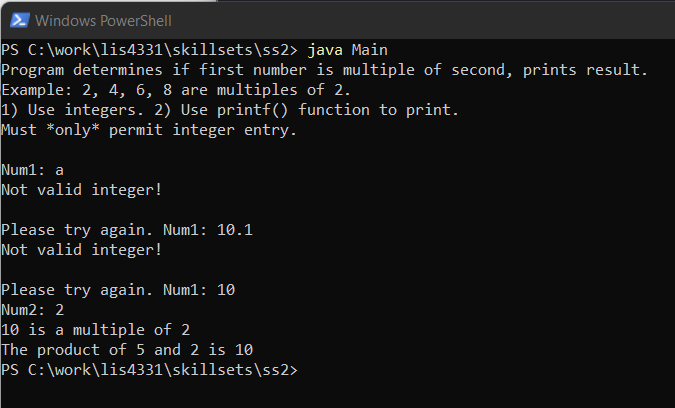 Windows PowerShell
PS C:\work\lis4331\skillsets\ss2> java Main
Program determines if first number is multiple of second, prints result.
Example: 2, 4, 6, 8 are multiples of 2.
1) Use integers. 2) Use printf() function to print.
Must *only* permit integer entry.
Num1: a
Not valid integer!
Please try again. Num1: 10.1
Not valid integer!
Please try again. Num1: 10
Num2: 2
10 is a multiple of 2
The product of 5 and 2 is 10
PS C:\work\lis4331\skillsets\ss2>